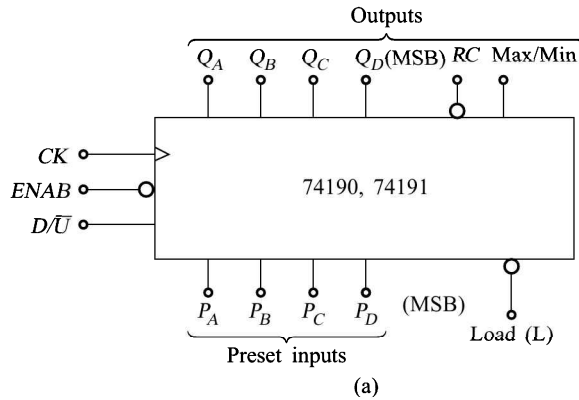 Outputs
Q_A Q_B Q_C Q_D(MSB) RC Max/Min
CK
ENAB
D/U̅
74190, 74191
P_A P_B P_C P_D (MSB)
Load (L)
Preset inputs
(a)